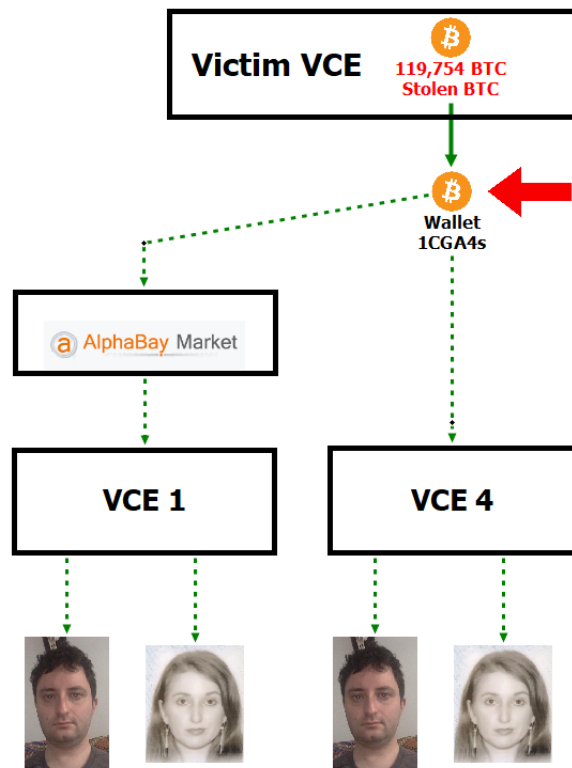 Victim VCE
119,754 BTC
Stolen BTC
Wallet
1CGA4s
AlphaBay Market
VCE 1
VCE 4